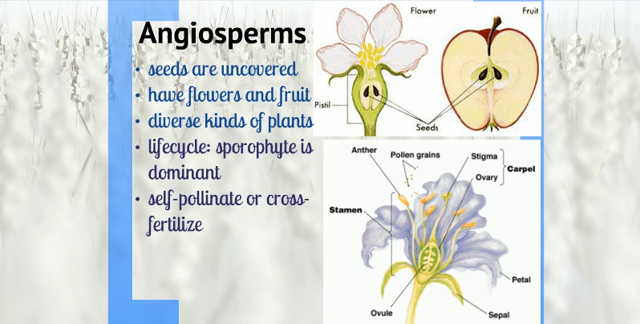 Angiosperms
• seeds are uncovered
• have flowers and fruit
• diverse kinds of plants
• lifecycle: sporophyte is
dominant
• self-pollinate or cross-
fertilize
Flower
Fruit
Pistil
Seeds
Anther
Pollen grains
Stigma
Carpel
Ovary
Stamen
Petal
Ovule
Sepal